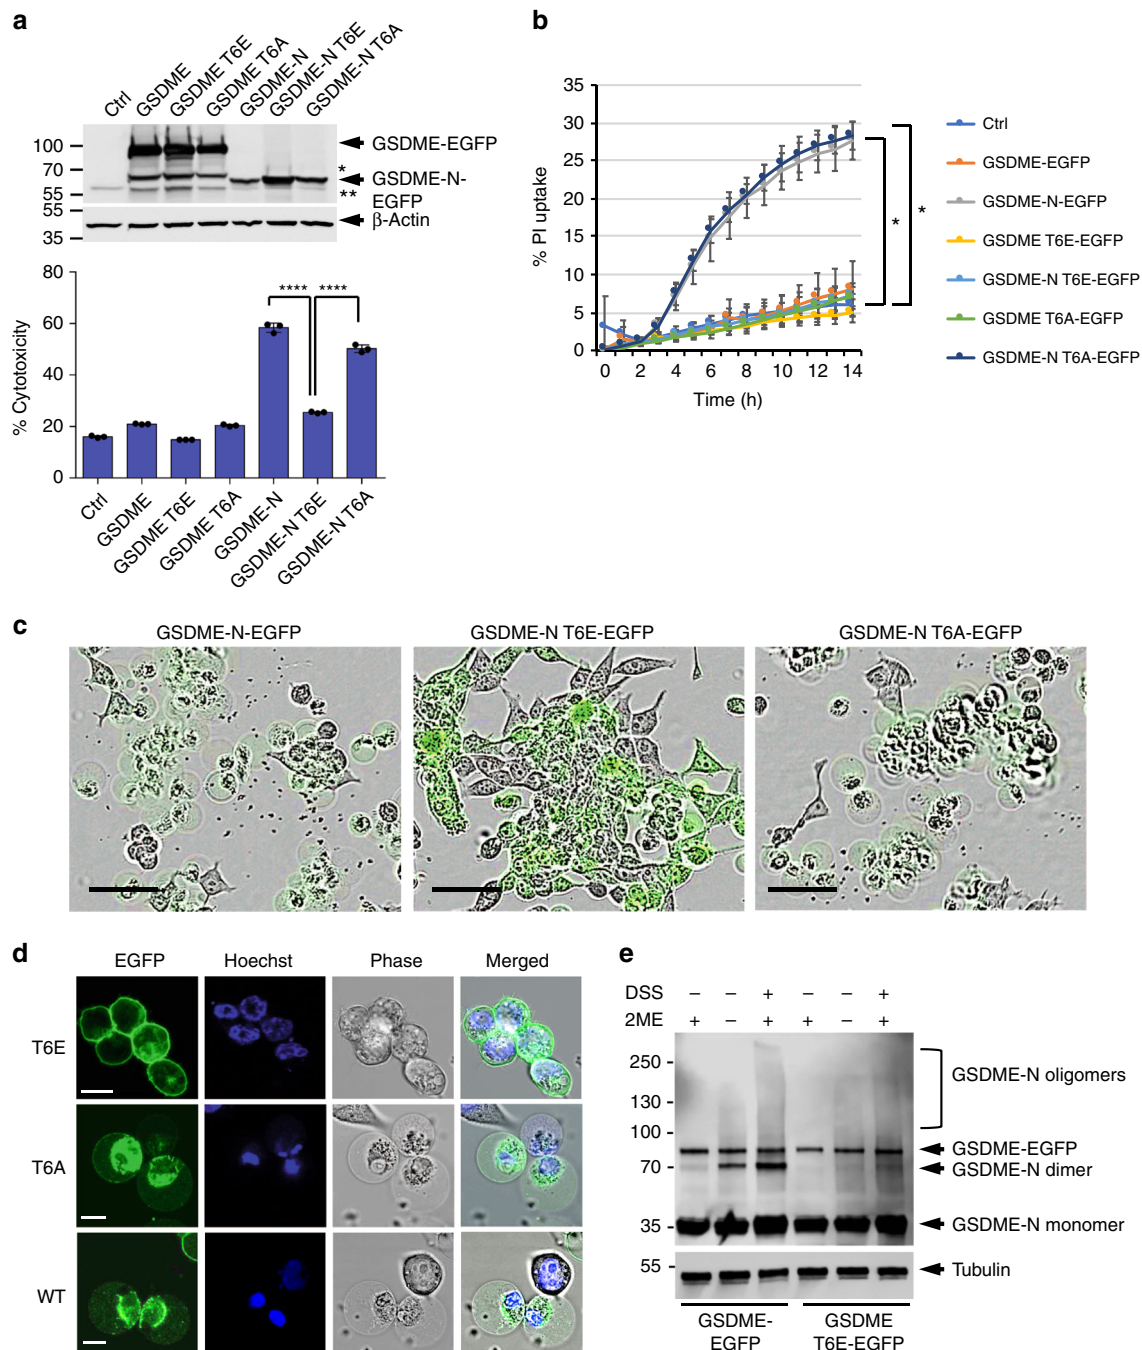 a
Ctrl
GSDME
GSDME T6E
GSDME T6A
GSDME-N
GSDME-N T6E
GSDME-N T6A
100
70
55
55
35
GSDME-EGFP
*
GSDME-N-
EGFP
**
β-Actin
80
60
40
20
0
% Cytotoxicity
**** ****
Ctrl
GSDME
GSDME T6E
GSDME T6A
GSDME-N
GSDME-N T6E
GSDME-N T6A
b
35
30
25
20
15
10
5
0
% PI uptake
0 2 4 6 8 10 12 14
Time (h)
*
*
Ctrl
GSDME-EGFP
GSDME-N-EGFP
GSDME T6E-EGFP
GSDME-N T6E-EGFP
GSDME T6A-EGFP
GSDME-N T6A-EGFP
c
GSDME-N-EGFP GSDME-N T6E-EGFP GSDME-N T6A-EGFP
d
EGFP Hoechst Phase Merged
T6E
T6A
WT
e
DSS – – + – – +
2ME + – + + – +
250
130
100
70
35
55
GSDME-N oligomers
GSDME-EGFP
GSDME-N dimer
GSDME-N monomer
Tubulin
GSDME-
EGFP
GSDME
T6E-EGFP